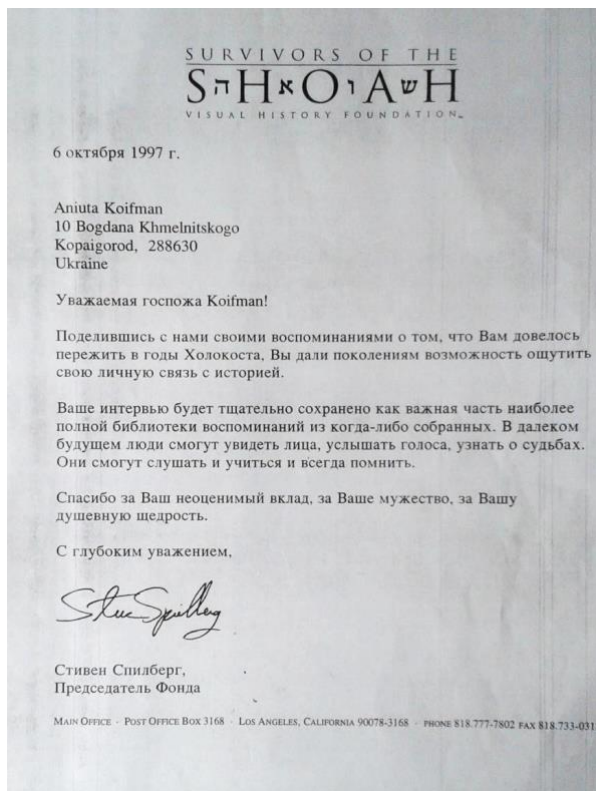 SURVIVORS OF THE
SתHאOוAשH
VISUAL HISTORY FOUNDATION™
6 октября 1997 г.
Aniuta Koifman
10 Bogdana Khmelnitskogo
Kopaigorod, 288630
Ukraine
Уважаемая госпожа Koifman!
Поделившись с нами своими воспоминаниями о том, что Вам довелось
пережить в годы Холокоста, Вы дали поколениям возможность ощутить
свою личную связь с историей.
Ваше интервью будет тщательно сохранено как важная часть наиболее
полной библиотеки воспоминаний из когда-либо собранных. В далеком
будущем люди смогут увидеть лица, услышать голоса, узнать о судьбах.
Они смогут слушать и учиться и всегда помнить.
Спасибо за Ваш неоценимый вклад, за Ваше мужество, за Вашу
душевную щедрость.
С глубоким уважением,
Стивен Спилберг,
Председатель Фонда
MAIN OFFICE · POST OFFICE BOX 3168 · LOS ANGELES, CALIFORNIA 90078-3168 · PHONE 818.777-7802 FAX 818.733-031